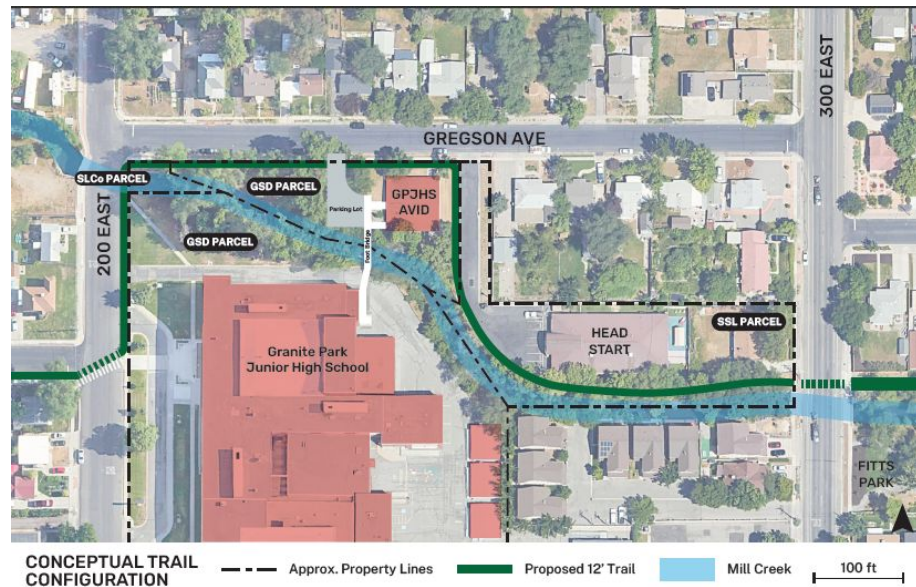 300 EAST
GREGSON AVE
SLCo PARCEL
GSD PARCEL
GPJHS
AVID
Parking Lot
200 EAST
GSD PARCEL
Foot Bridge
HEAD
START
SSL PARCEL
Granite Park
Junior High School
FITTS
PARK
CONCEPTUAL TRAIL
CONFIGURATION
Approx. Property Lines
Proposed 12' Trail
Mill Creek
100 ft